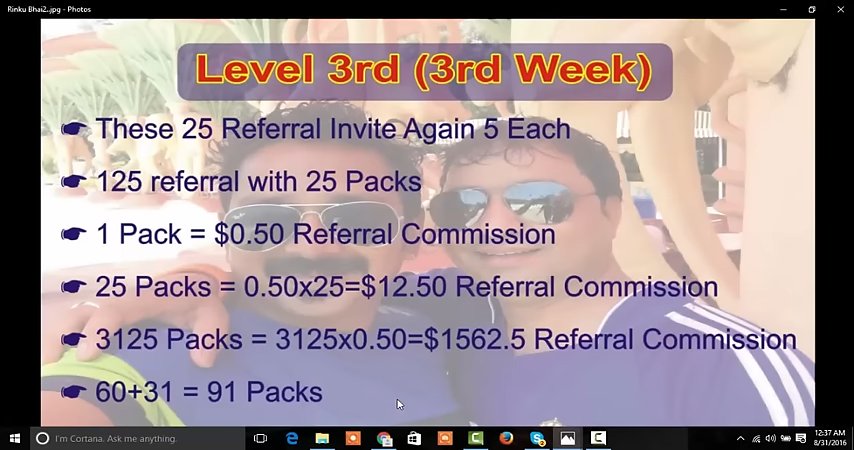 Rinku Bhai2..jpg - Photos
Level 3rd (3rd Week)
These 25 Referral Invite Again 5 Each
125 referral with 25 Packs
1 Pack = $0.50 Referral Commission
25 Packs = 0.50x25=$12.50 Referral Commission
3125 Packs = 3125x0.50=$1562.5 Referral Commission
60+31 = 91 Packs
I'm Cortana. Ask me anything.
12:37 AM
8/31/2016